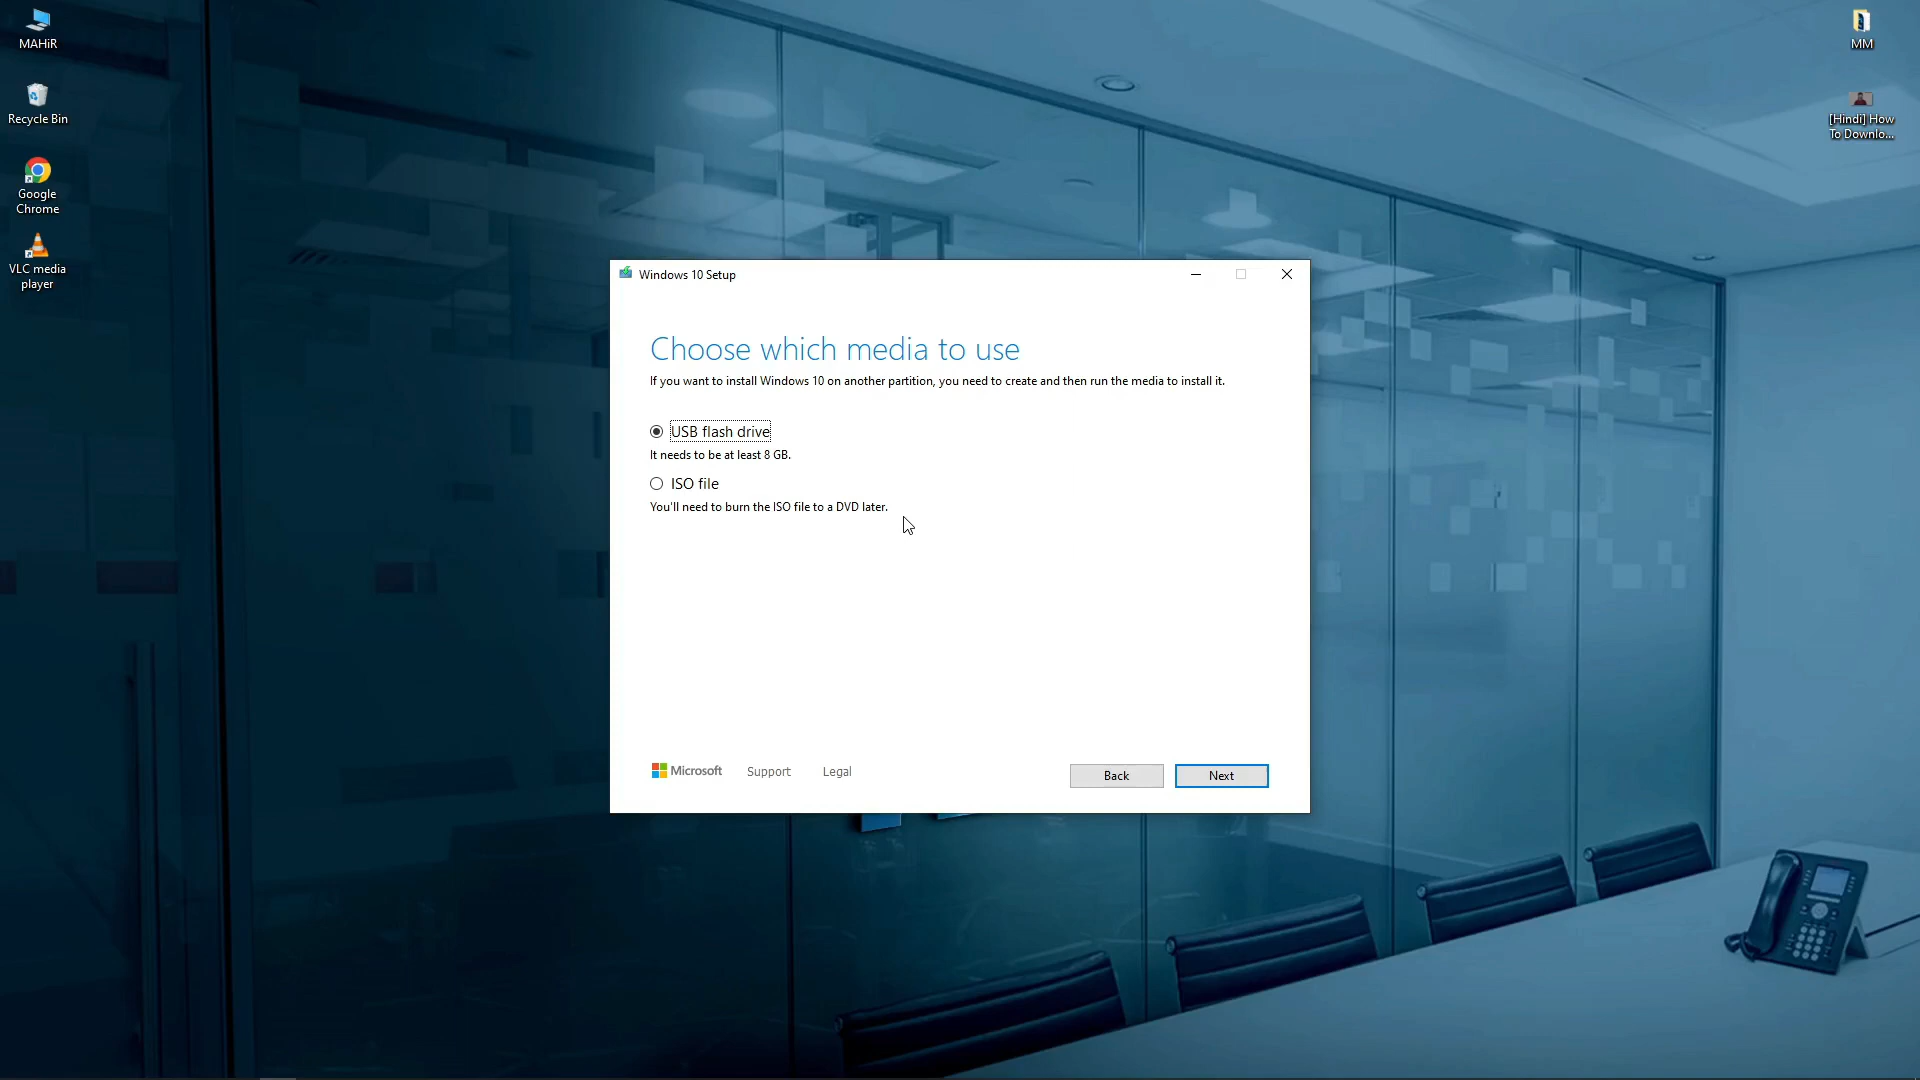 MAHiR
Recycle Bin
Google
Chrome
VLC media
player
MM
[Hindi] How
To Downlo...
Windows 10 Setup
Choose which media to use
If you want to install Windows 10 on another partition, you need to create and then run the media to install it.
USB flash drive
It needs to be at least 8 GB.
ISO file
You'll need to burn the ISO file to a DVD later.
Microsoft
Support
Legal
Back
Next